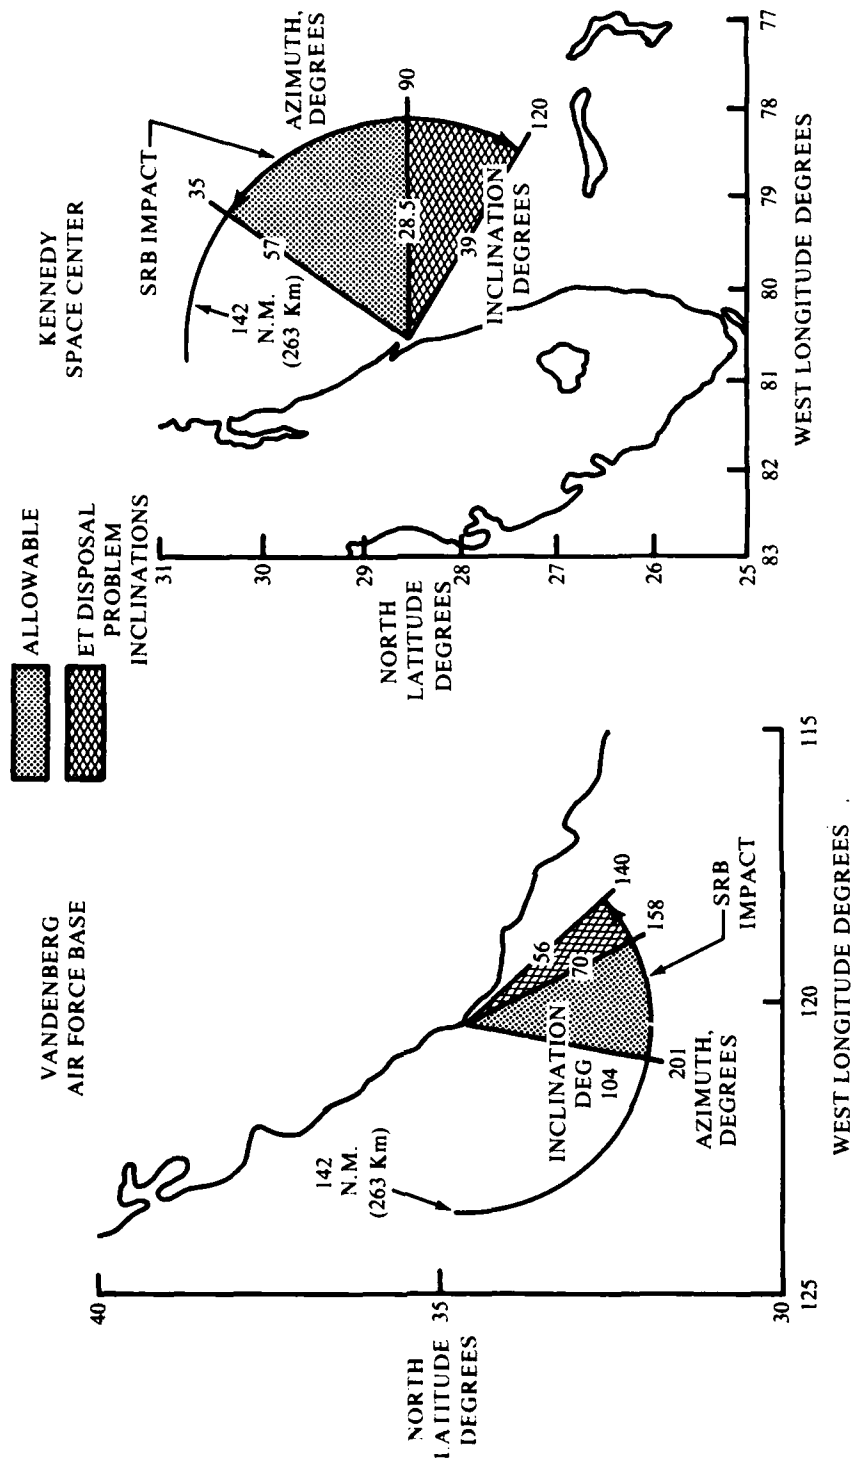 ALLOWABLE
ET DISPOSAL
PROBLEM
INCLINATIONS
VANDENBERG
AIR FORCE BASE
40
35
30
NORTH
LATITUDE
DEGREES
142
N.M.
(263 Km)
INCLINATION
DEG
104
70
56
140
158
201
AZIMUTH,
DEGREES
SRB
IMPACT
125
120
115
WEST LONGITUDE DEGREES
KENNEDY
SPACE CENTER
31
30
29
28
27
26
25
NORTH
LATITUDE
DEGREES
SRB IMPACT
142
N.M.
(263 Km)
35
57
AZIMUTH,
DEGREES
28.5
90
39
120
INCLINATION
DEGREES
83
82
81
80
79
78
77
WEST LONGITUDE DEGREES